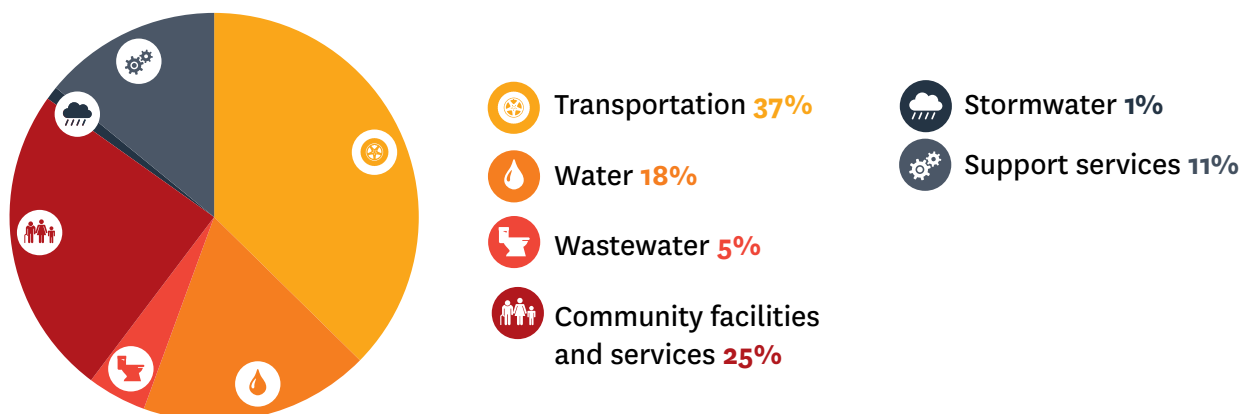 Transportation 37%
Water 18%
Wastewater 5%
Community facilities
and services 25%
Stormwater 1%
Support services 11%